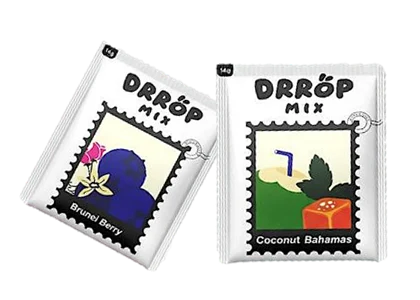 14g
DRRÖP
MIX
Brunei Berry
14g
DRRÖP
MIX
Coconut Bahamas